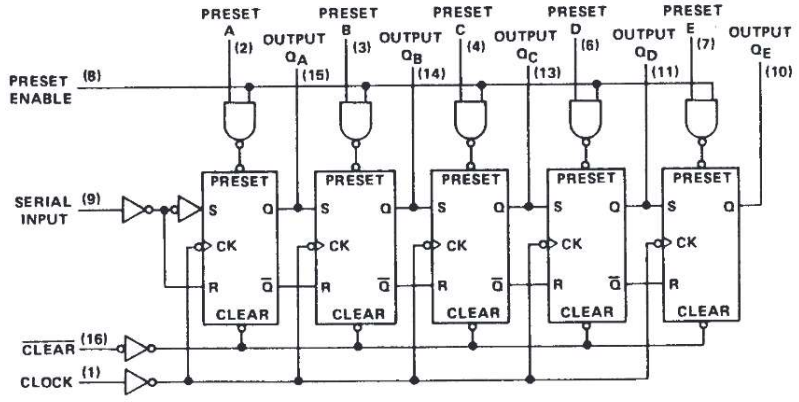 PRESET
A
(2)
OUTPUT
QA
(15)
PRESET
B
(3)
OUTPUT
QB
(14)
PRESET
C
(4)
OUTPUT
QC
(13)
PRESET
D
(6)
OUTPUT
QD
(11)
PRESET
E
(7)
OUTPUT
QE
(10)
PRESET
ENABLE
(8)
SERIAL
INPUT
(9)
PRESET
S
Q
CK
R
Q̅
CLEAR
PRESET
S
Q
CK
R
Q̅
CLEAR
PRESET
S
Q
CK
R
Q̅
CLEAR
PRESET
S
Q
CK
R
Q̅
CLEAR
PRESET
S
Q
CK
R
CLEAR
CLEAR (16)
CLOCK (1)